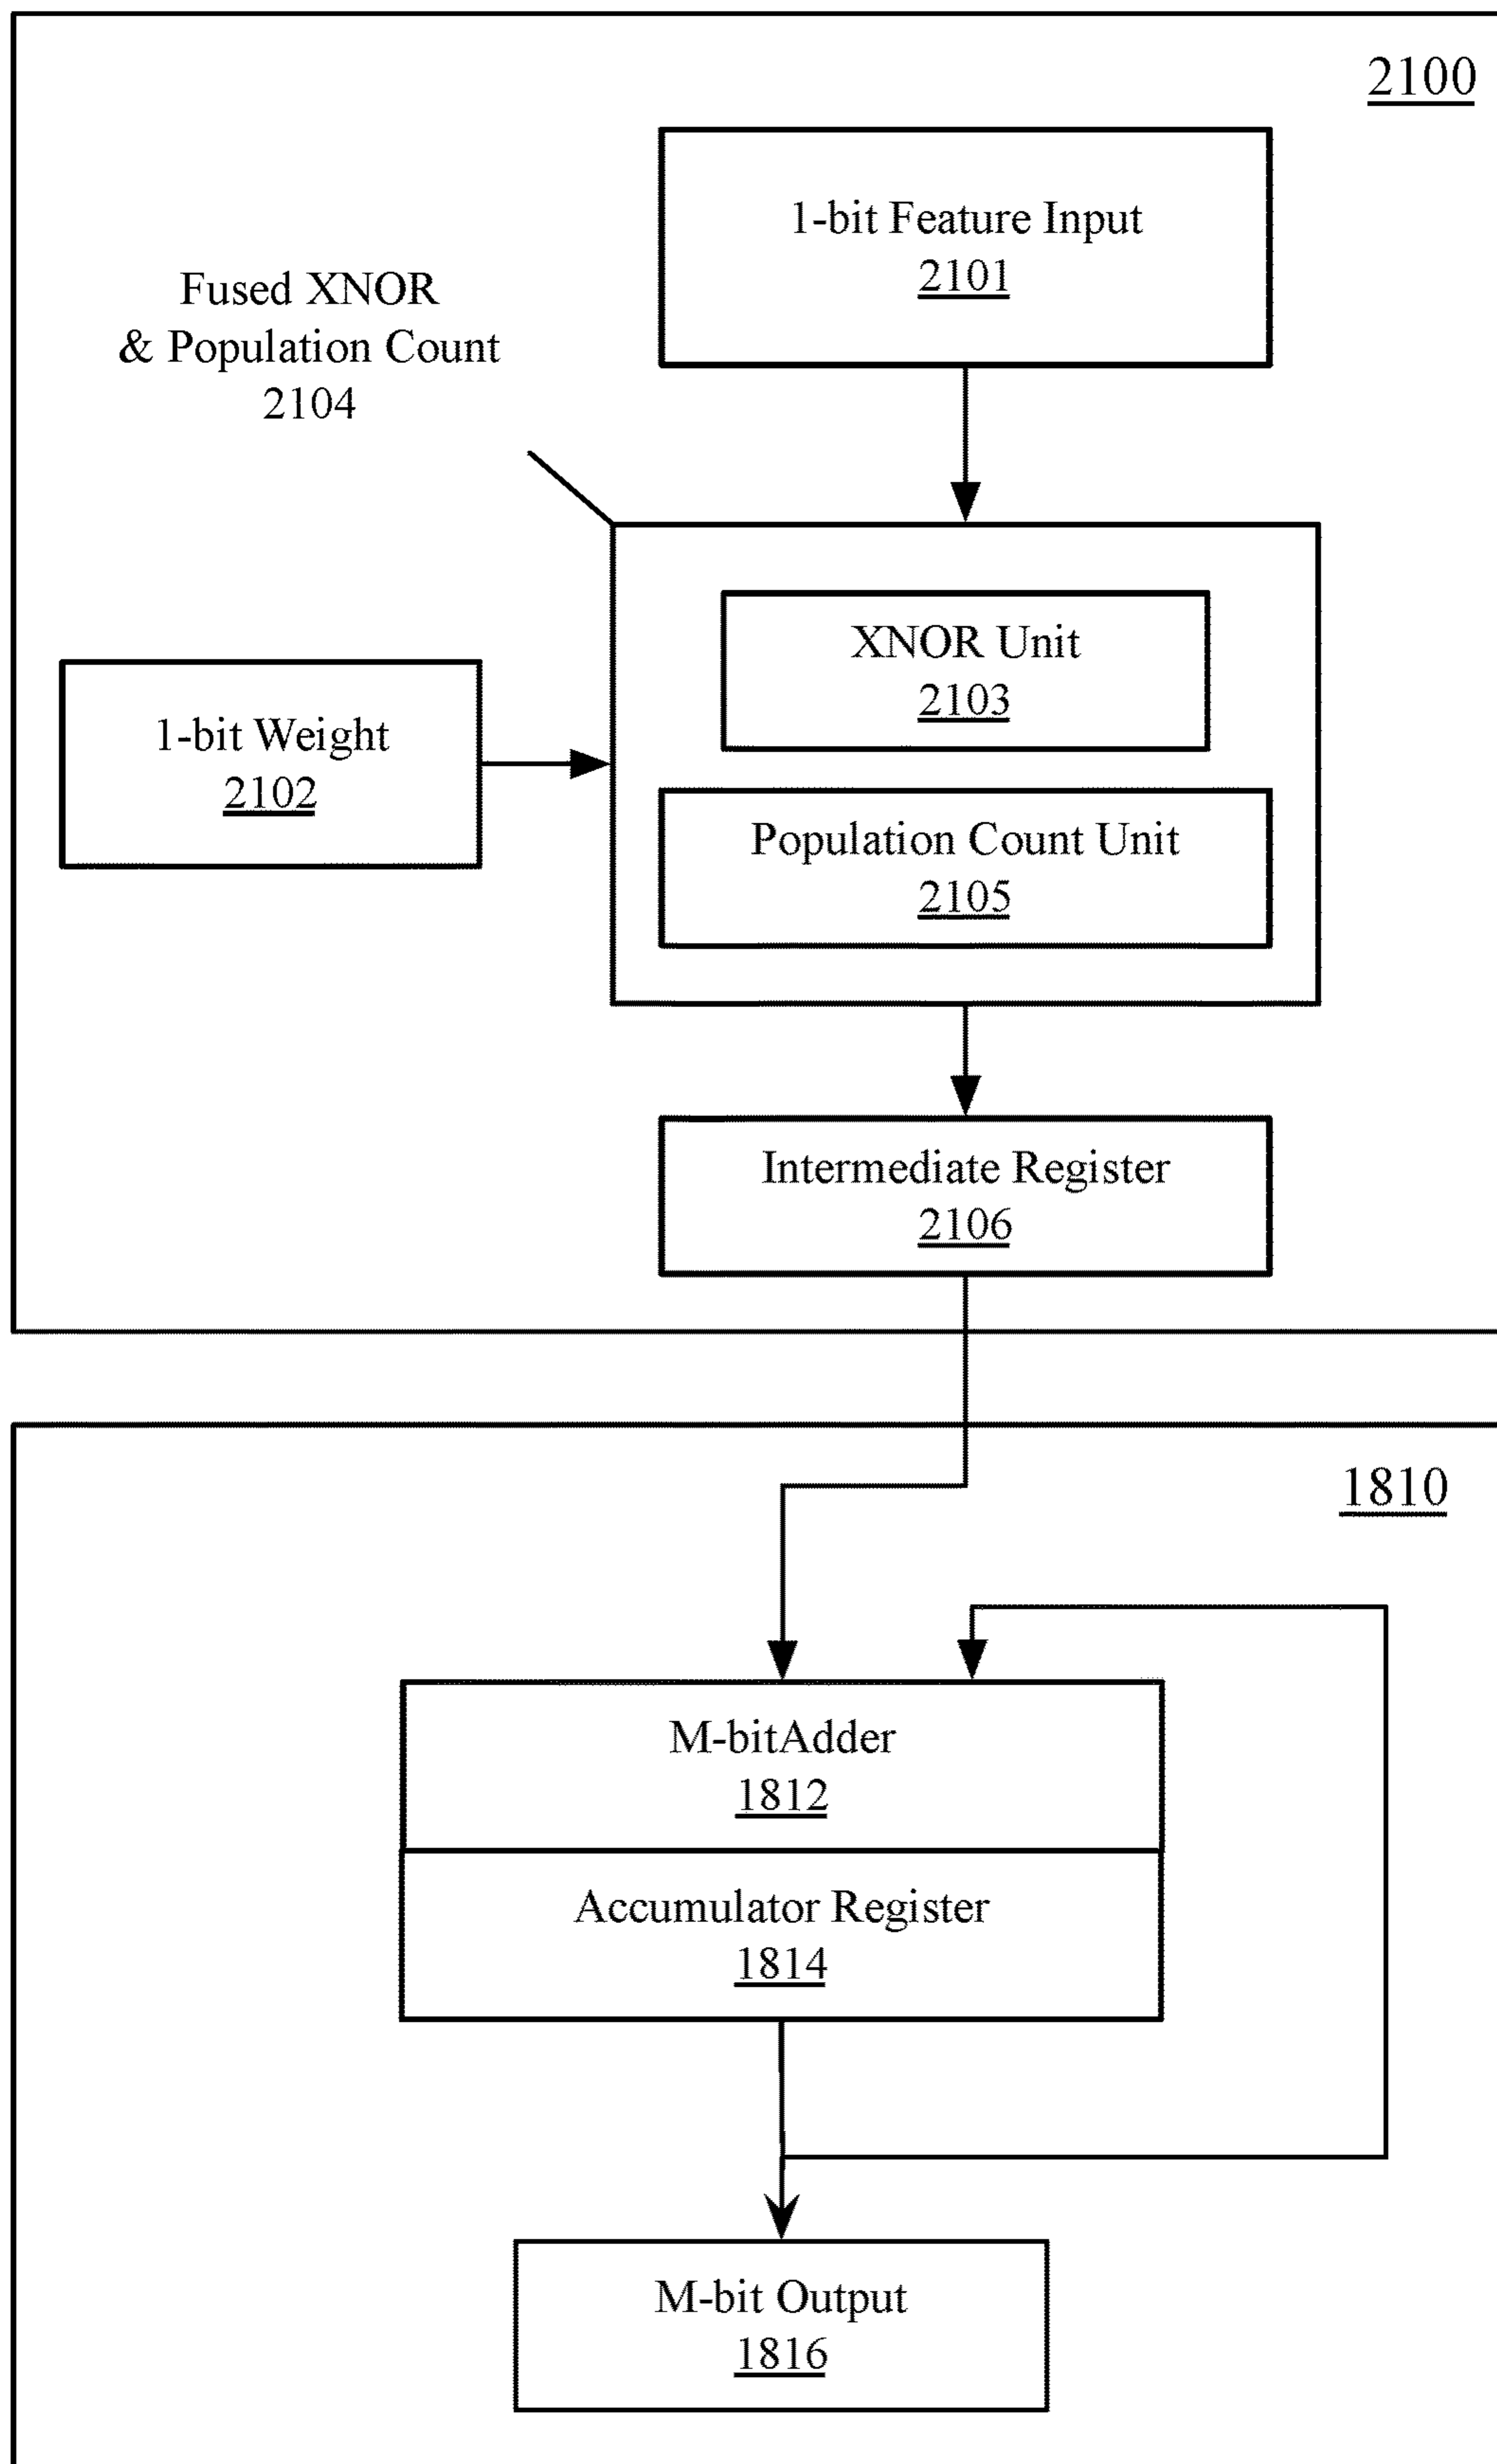 2100
1-bit Feature Input
2101
Fused XNOR
& Population Count
2104
XNOR Unit
2103
1-bit Weight
2102
Population Count Unit
2105
Intermediate Register
2106
1810
M-bitAdder
1812
Accumulator Register
1814
M-bit Output
1816